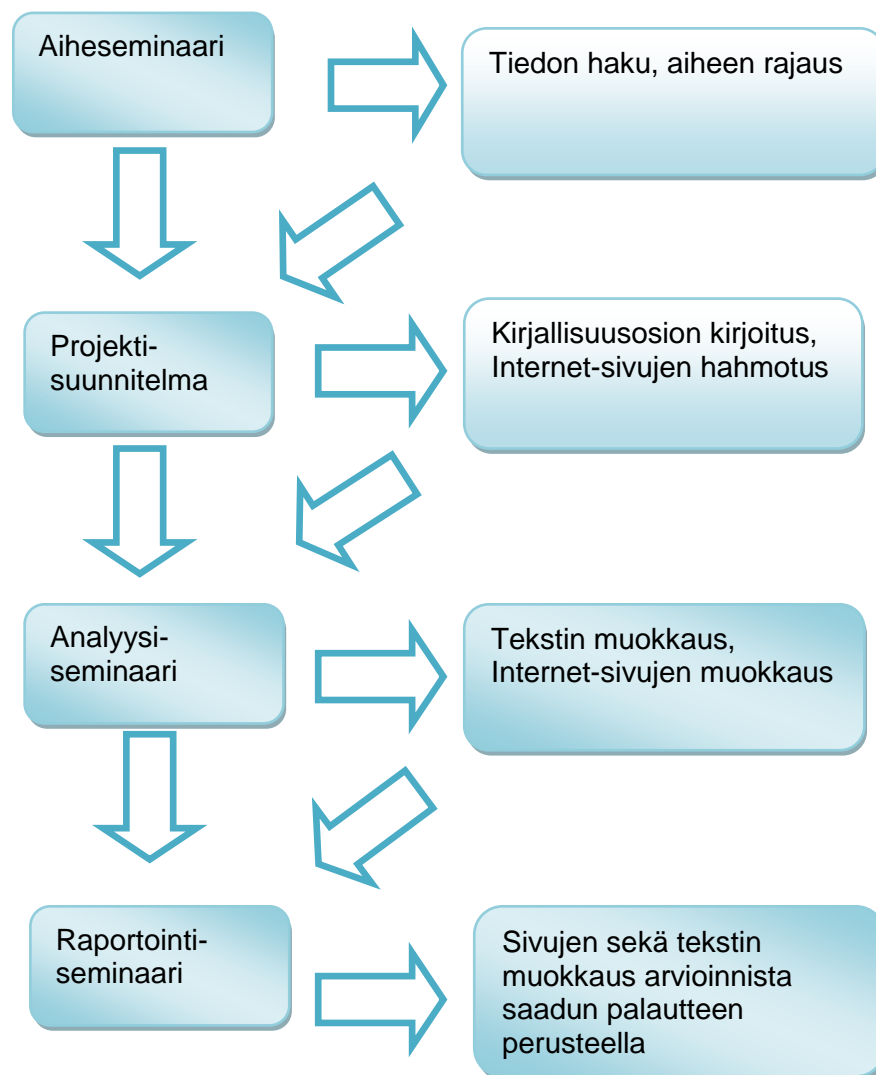 Aiheseminaari
Tiedon haku, aiheen rajaus
Projekti-
suunnitelma
Kirjallisuusosion kirjoitus,
Internet-sivujen hahmotus
Analyysi-
seminaari
Tekstin muokkaus,
Internet-sivujen muokkaus
Raportointi-
seminaari
Sivujen sekä tekstin
muokkaus arvioinnista
saadun palautteen
perusteella